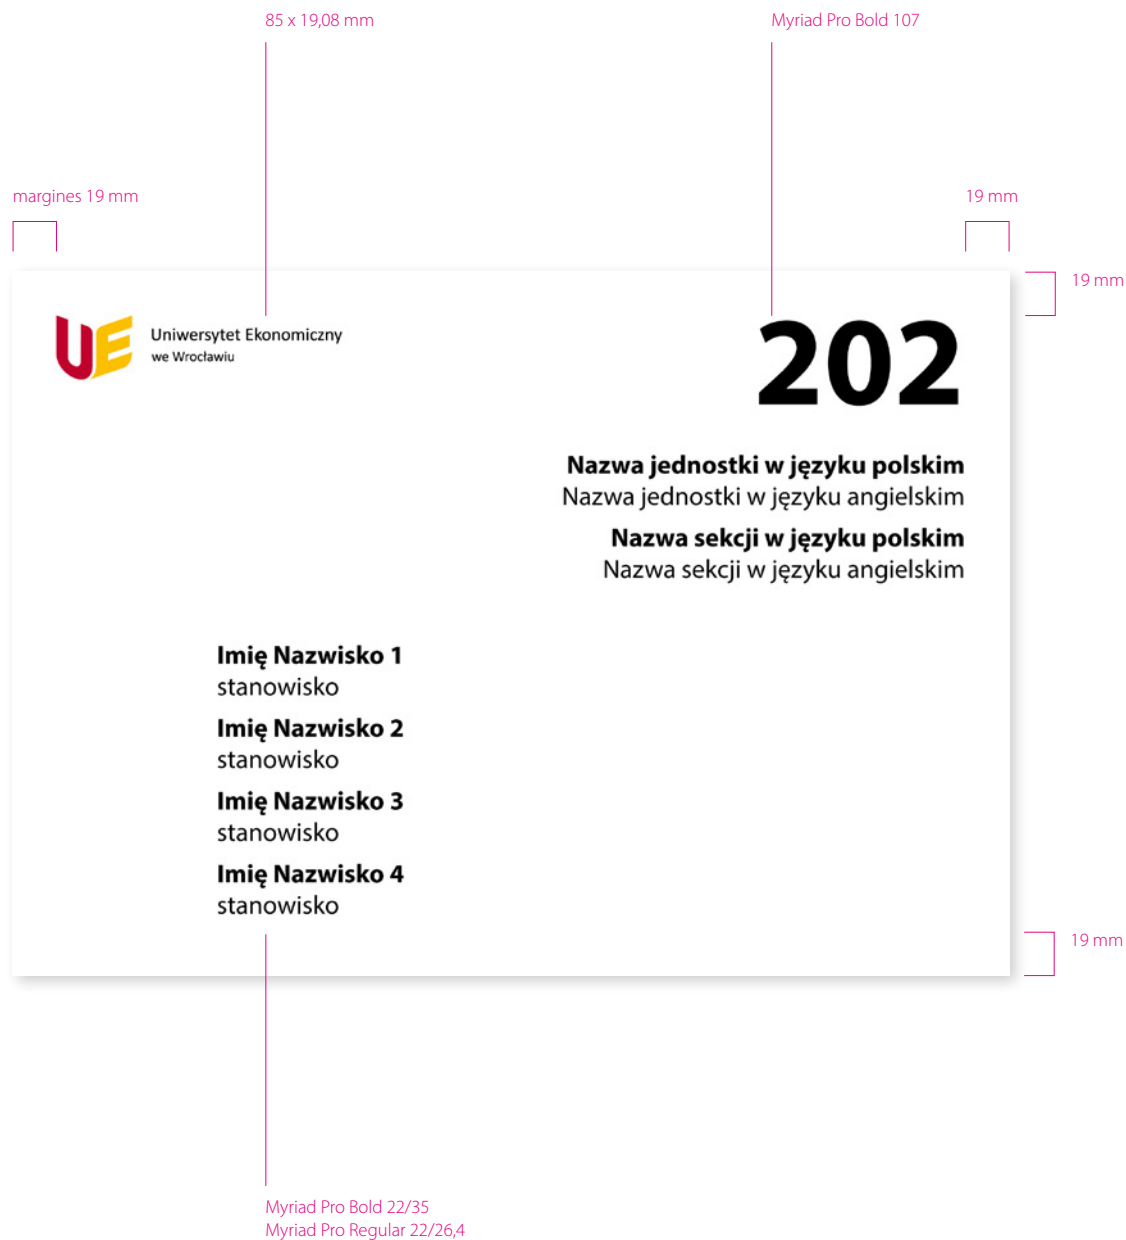 85 x 19,08 mm
Myriad Pro Bold 107
margines 19 mm
19 mm
19 mm
UE
Uniwersytet Ekonomiczny
we Wrocławiu
202
Nazwa jednostki w języku polskim
Nazwa jednostki w języku angielskim
Nazwa sekcji w języku polskim
Nazwa sekcji w języku angielskim
Imię Nazwisko 1
stanowisko
Imię Nazwisko 2
stanowisko
Imię Nazwisko 3
stanowisko
Imię Nazwisko 4
stanowisko
19 mm
Myriad Pro Bold 22/35
Myriad Pro Regular 22/26,4